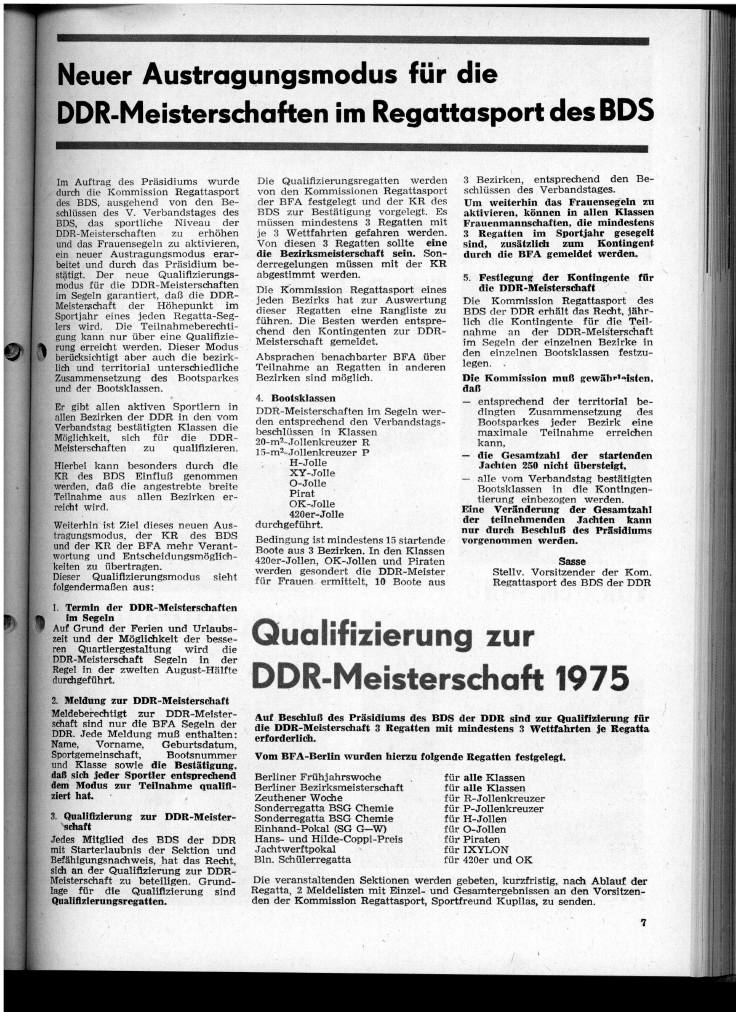 Neuer Austragungsmodus für die
DDR-Meisterschaften im Regattasport des BDS
Im Auftrag des Präsidiums wurde
durch die Kommission Regattasport
des BDS, ausgehend von den Be-
schlüssen des V. Verbandstages des
BDS, das sportliche Niveau der
DDR-Meisterschaften zu erhöhen
und das Frauensegeln zu aktivieren,
ein neuer Austragungsmodus erar-
beitet und durch das Präsidium be-
stätigt. Der neue Qualifizierungs-
modus für die DDR-Meisterschaften
im Segeln garantiert, daß die DDR-
Meisterschaft der Höhepunkt im
Sportjahr eines jeden Regatta-Seg-
lers wird. Die Teilnahmeberechti-
gung kann nur über eine Qualifizie-
rung erreicht werden. Dieser Modus
berücksichtigt aber auch die bezirk-
lich und territorial unterschiedliche
Zusammensetzung des Bootsparkes
und der Bootsklassen.
Er gibt allen aktiven Sportlern in
allen Bezirken der DDR in den vom
Verbandstag bestätigten Klassen die
Möglichkeit, sich für die DDR-
Meisterschaften zu qualifizieren.
Hierbei kann besonders durch die
KR des BDS Einfluß genommen
werden, daß die angestrebte breite
Teilnahme aus allen Bezirken er-
reicht wird.
Weiterhin ist Ziel dieses neuen Aus-
tragungsmodus, der KR des BDS
und der KR der BFA mehr Verant-
wortung und Entscheidungsmöglich-
keiten zu übertragen.
Dieser Qualifizierungsmodus sieht
folgendermaßen aus:
1. Termin der DDR-Meisterschaften
im Segeln
Auf Grund der Ferien und Urlaubs-
zeit und der Möglichkeit der besse-
ren Quartiergestaltung wird die
DDR-Meisterschaft Segeln in der
Regel in der zweiten August-Hälfte
durchgeführt.
2. Meldung zur DDR-Meisterschaft
Meldeberechtigt zur DDR-Meister-
schaft sind nur die BFA Segeln der
DDR. Jede Meldung muß enthalten:
Name, Vorname, Geburtsdatum,
Sportgemeinschaft, Bootsnummer
und Klasse sowie die Bestätigung,
daß sich jeder Sportler entsprechend
dem Modus zur Teilnahme qualifi-
ziert hat.
3. Qualifizierung zur DDR-Meister-
schaft
Jedes Mitglied des BDS der DDR
mit Starterlaubnis der Sektion und
Befähigungsnachweis, hat das Recht,
sich an der Qualifizierung zur DDR-
Meisterschaft zu beteiligen. Grund-
lage für die Qualifizierung sind
Qualifizierungsregatten.
Die Qualifizierungsregatten werden
von den Kommissionen Regattasport
der BFA festgelegt und der KR des
BDS zur Bestätigung vorgelegt. Es
müssen mindestens 3 Regatten mit
je 3 Wettfahrten gefahren werden.
Von diesen 3 Regatten sollte eine
die Bezirksmeisterschaft sein. Son-
derregelungen müssen mit der KR
abgestimmt werden.
Die Kommission Regattasport eines
jeden Bezirks hat zur Auswertung
dieser Regatten eine Rangliste zu
führen. Die Besten werden entspre-
chend den Kontingenten zur DDR-
Meisterschaft gemeldet.
Absprachen benachbarter BFA über
Teilnahme an Regatten in anderen
Bezirken sind möglich.
4. Bootsklassen
DDR-Meisterschaften im Segeln wer-
den entsprechend den Verbandstags-
beschlüssen in Klassen
20-m²-Jollenkreuzer R
15-m²-Jollenkreuzer P
H-Jolle
XY-Jolle
O-Jolle
Pirat
OK-Jolle
420er-Jolle
durchgeführt.
Bedingung ist mindestens 15 startende
Boote aus 3 Bezirken. In den Klassen
420er-Jollen, OK-Jollen und Piraten
werden gesondert die DDR-Meister
für Frauen ermittelt, 10 Boote aus
3 Bezirken, entsprechend den Be-
schlüssen des Verbandstages.
Um weiterhin das Frauensegeln zu
aktivieren, können in allen Klassen
Frauenmannschaften, die mindestens
3 Regatten im Sportjahr gesegelt
sind, zusätzlich zum Kontingent
durch die BFA gemeldet werden.
5. Festlegung der Kontingente für
die DDR-Meisterschaft
Die Kommission Regattasport des
BDS der DDR erhält das Recht, jähr-
lich die Kontingente für die Teil-
nahme an der DDR-Meisterschaft
im Segeln der einzelnen Bezirke in
den einzelnen Bootsklassen festzu-
legen.
Die Kommission muß gewährleisten,
daß
— entsprechend der territorial be-
dingten Zusammensetzung des
Bootsparkes jeder Bezirk eine
maximale Teilnahme erreichen
kann,
— die Gesamtzahl der startenden
Jachten 250 nicht übersteigt,
— alle vom Verbandstag bestätigten
Bootsklassen in die Kontingen-
tierung einbezogen werden.
Eine Veränderung der Gesamtzahl
der teilnehmenden Jachten kann
nur durch Beschluß des Präsidiums
vorgenommen werden.
Sasse
Stellv. Vorsitzender der Kom.
Regattasport des BDS der DDR
Qualifizierung zur
DDR-Meisterschaft 1975
Auf Beschluß des Präsidiums des BDS der DDR sind zur Qualifizierung für
die DDR-Meisterschaft 3 Regatten mit mindestens 3 Wettfahrten je Regatta
erforderlich.
Vom BFA-Berlin wurden hierzu folgende Regatten festgelegt.
Berliner Frühjahrswoche für alle Klassen
Berliner Bezirksmeisterschaft für alle Klassen
Zeuthener Woche für R-Jollenkreuzer
Sonderregatta BSG Chemie für P-Jollenkreuzer
Sonderregatta BSG Chemie für H-Jollen
Einhand-Pokal (SG G—W) für O-Jollen
Hans- und Hilde-Coppi-Preis für Piraten
Jachtwerftpokal für IXYLON
Bln. Schülerregatta für 420er und OK
Die veranstaltenden Sektionen werden gebeten, kurzfristig, nach Ablauf der
Regatta, 2 Meldelisten mit Einzel- und Gesamtergebnissen an den Vorsitzen-
den der Kommission Regattasport, Sportfreund Kupilas, zu senden.
7